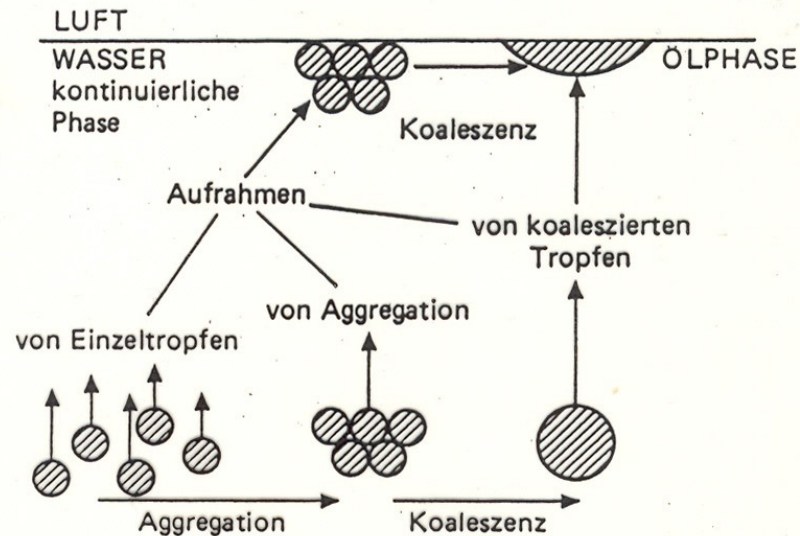 LUFT
WASSER
kontinuierliche
Phase
ÖLPHASE
Koaleszenz
Aufrahmen
von koaleszierten
Tropfen
von Aggregation
von Einzeltropfen
Aggregation
Koaleszenz